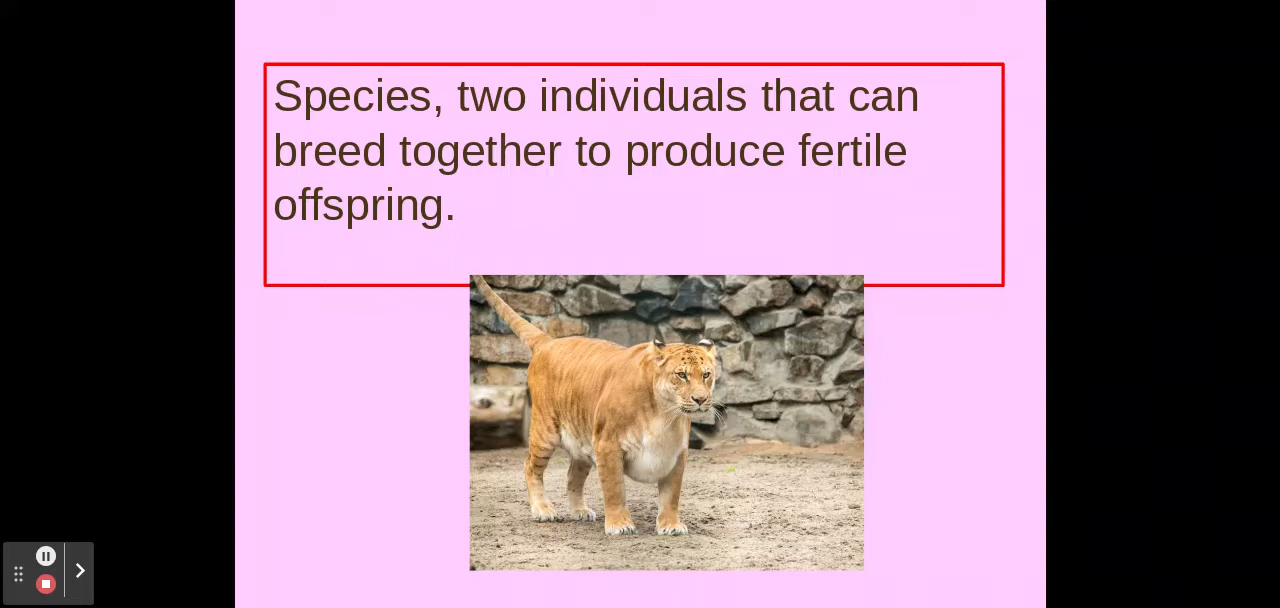 Species, two individuals that can
breed together to produce fertile
offspring.